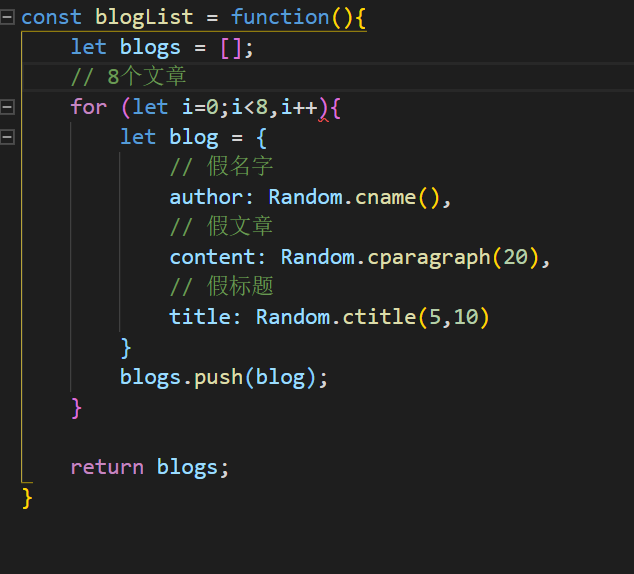 const blogList = function(){
    let blogs = [];
    // 8个文章
    for (let i=0;i<8,i++){
        let blog = {
            // 假名字
            author: Random.cname(),
            // 假文章
            content: Random.cparagraph(20),
            // 假标题
            title: Random.ctitle(5,10)
        }
        blogs.push(blog);
    }
    return blogs;
}